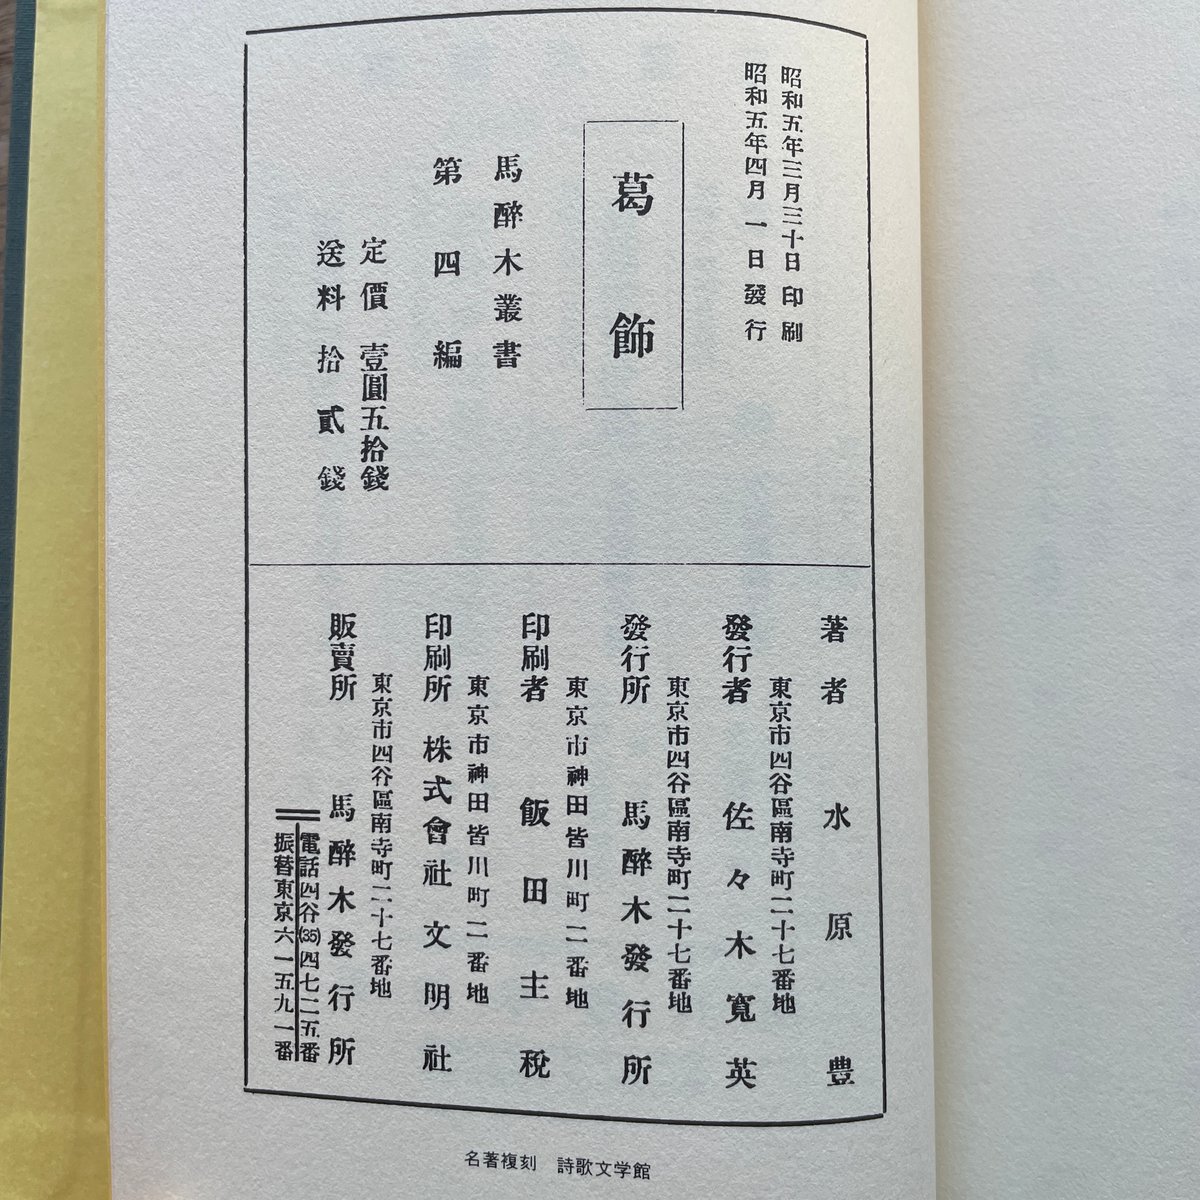 昭和五年三月三十日印刷
昭和五年四月一日發行
葛飾
馬醉木叢書
第四編
定價 壹圓五拾錢
送料 拾貳錢
著者 水原豊
東京市四谷區南寺町二十七番地
發行者 佐々木寬英
東京市四谷區南寺町二十七番地
發行所 馬醉木發行所
東京市神田皆川町二番地
印刷者 飯田主税
東京市神田皆川町二番地
印刷所 株式會社文明社
東京市四谷區南寺町二十七番地
販賣所 馬醉木發行所
電話四谷(35)四七二五番
振替東京六一五九一番
名著複刻 詩歌文学館